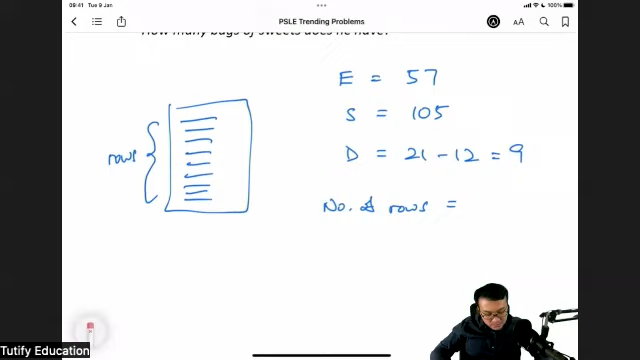 09:41 Tue 9 Jan
100%
PSLE Trending Problems
AA
How many bags of sweets does he have?
E = 57
S = 105
D = 21 - 12 = 9
rows
No. of rows =
Tutify Education